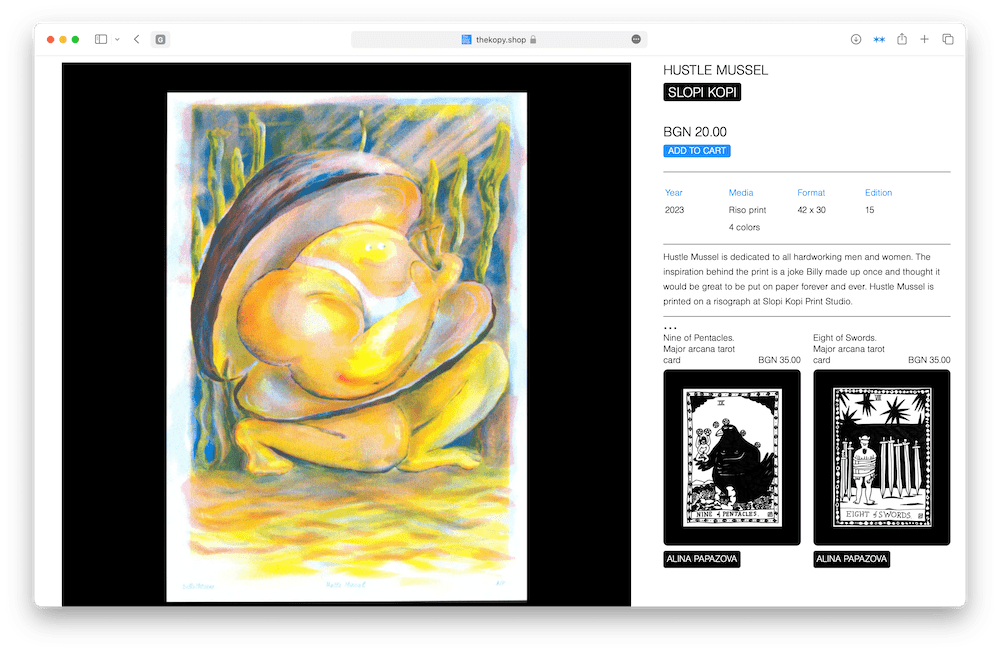 thekopy.shop
HUSTLE MUSSEL
SLOPI KOPI
BGN 20.00
ADD TO CART
Year Media Format Edition
2023 Riso print 42 x 30 15
4 colors
Hustle Mussel is dedicated to all hardworking men and women. The
inspiration behind the print is a joke Billy made up once and thought it
would be great to be put on paper forever and ever. Hustle Mussel is
printed on a risograph at Slopi Kopi Print Studio.
...
Nine of Pentacles.
Major arcana tarot
card BGN 35.00
Eight of Swords.
Major arcana tarot
card BGN 35.00
IX
NINE of PENTACLES.
VIII
EIGHT of SWORDS.
ALINA PAPAZOVA
ALINA PAPAZOVA
Hustle Mussel